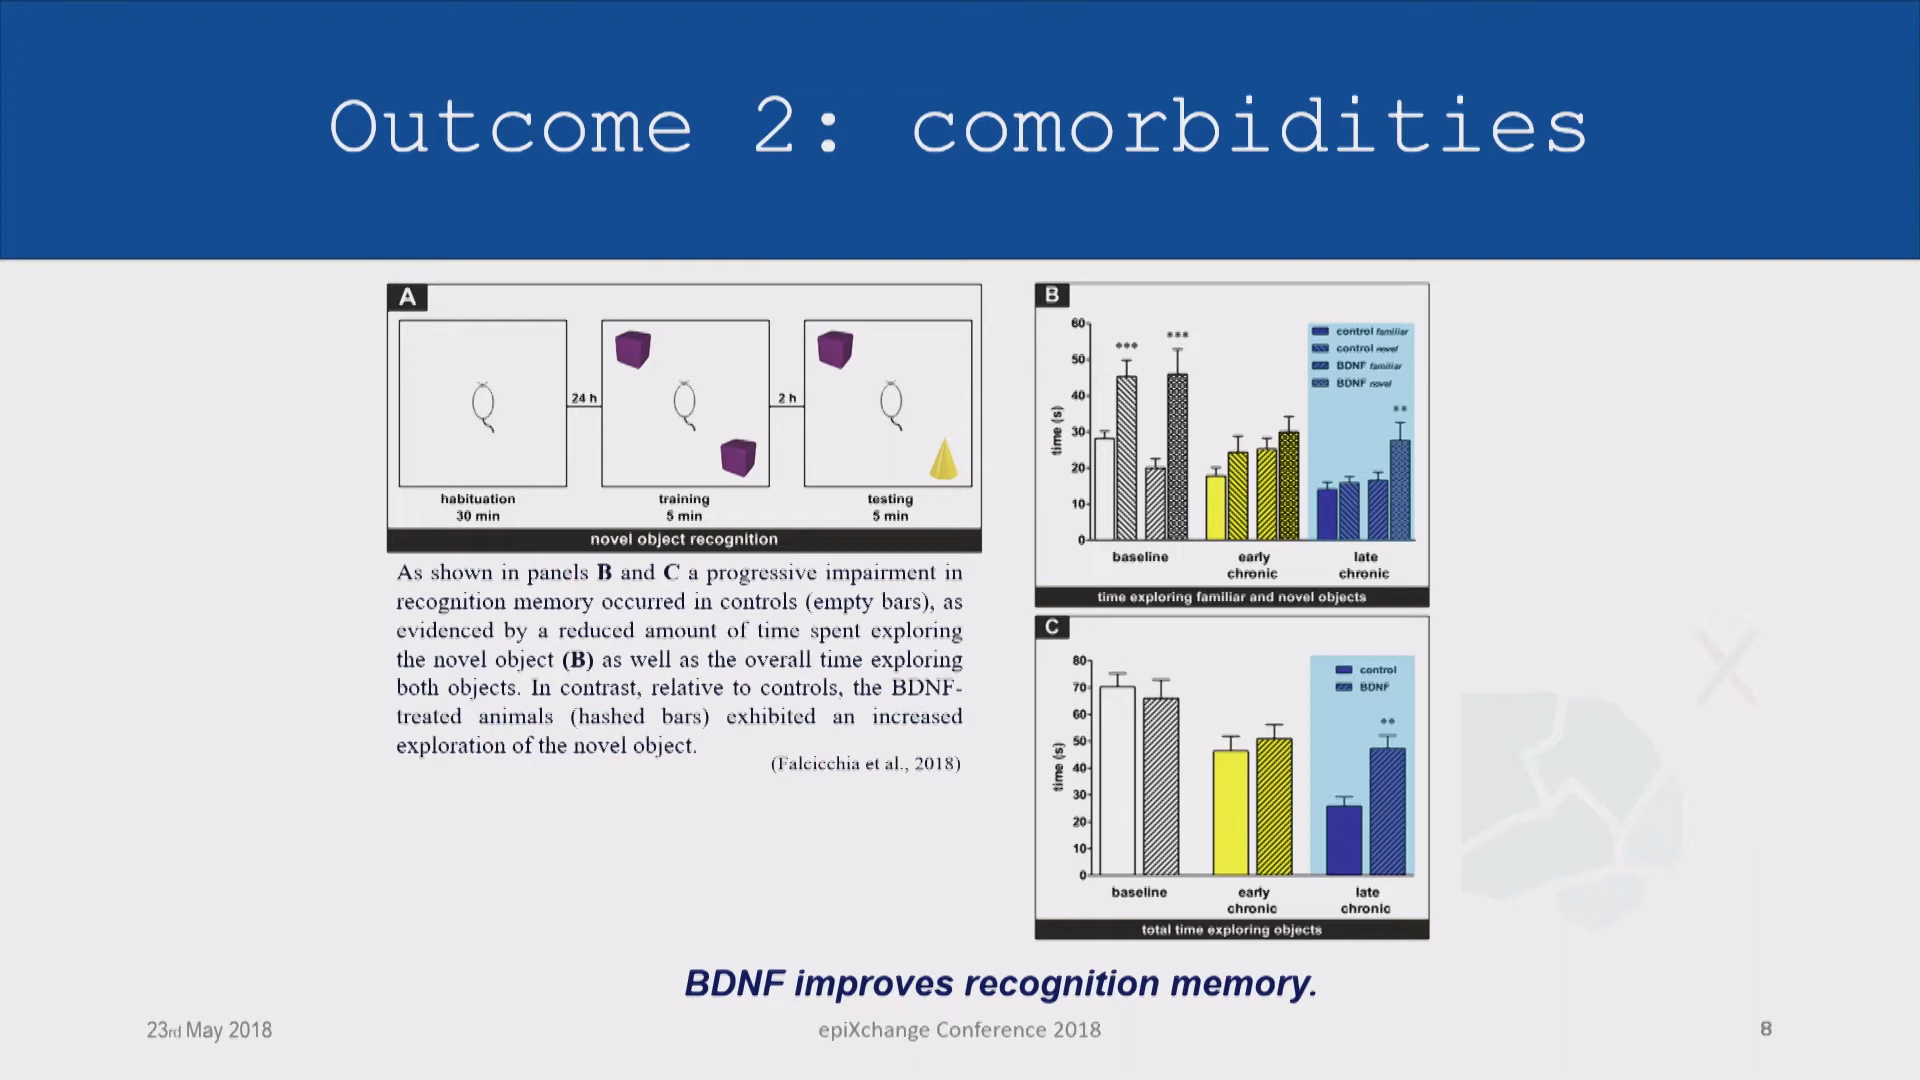 Outcome 2: comorbidities
A
24 h
2 h
habituation
30 min
training
5 min
testing
5 min
novel object recognition
As shown in panels B and C a progressive impairment in
recognition memory occurred in controls (empty bars), as
evidenced by a reduced amount of time spent exploring
the novel object (B) as well as the overall time exploring
both objects. In contrast, relative to controls, the BDNF-
treated animals (hashed bars) exhibited an increased
exploration of the novel object.
(Falcicchia et al., 2018)
B
time (s)
60
50
40
30
20
10
0
***
***
**
control familiar
control novel
BDNF familiar
BDNF novel
baseline
early
chronic
late
chronic
time exploring familiar and novel objects
C
time (s)
80
70
60
50
40
30
20
10
0
**
control
BDNF
baseline
early
chronic
late
chronic
total time exploring objects
BDNF improves recognition memory.
23rd May 2018
epiXchange Conference 2018
8